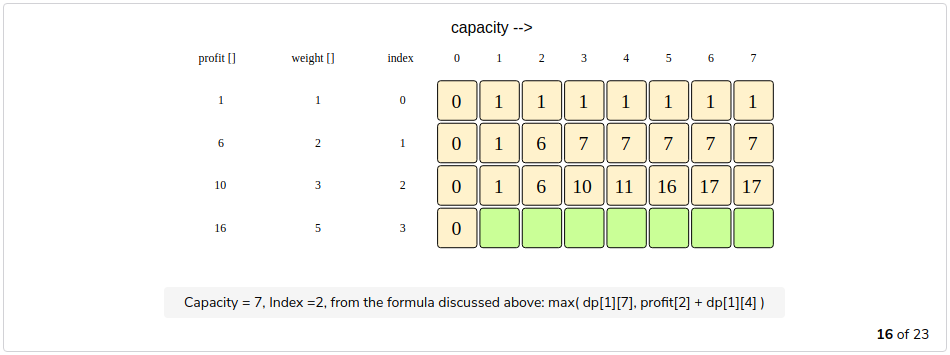 capacity -->
profit [] weight [] index 0 1 2 3 4 5 6 7
1 1 0 0 1 1 1 1 1 1 1
6 2 1 0 1 6 7 7 7 7 7
10 3 2 0 1 6 10 11 16 17 17
16 5 3 0
Capacity = 7, Index =2, from the formula discussed above: max( dp[1][7], profit[2] + dp[1][4] )
16 of 23